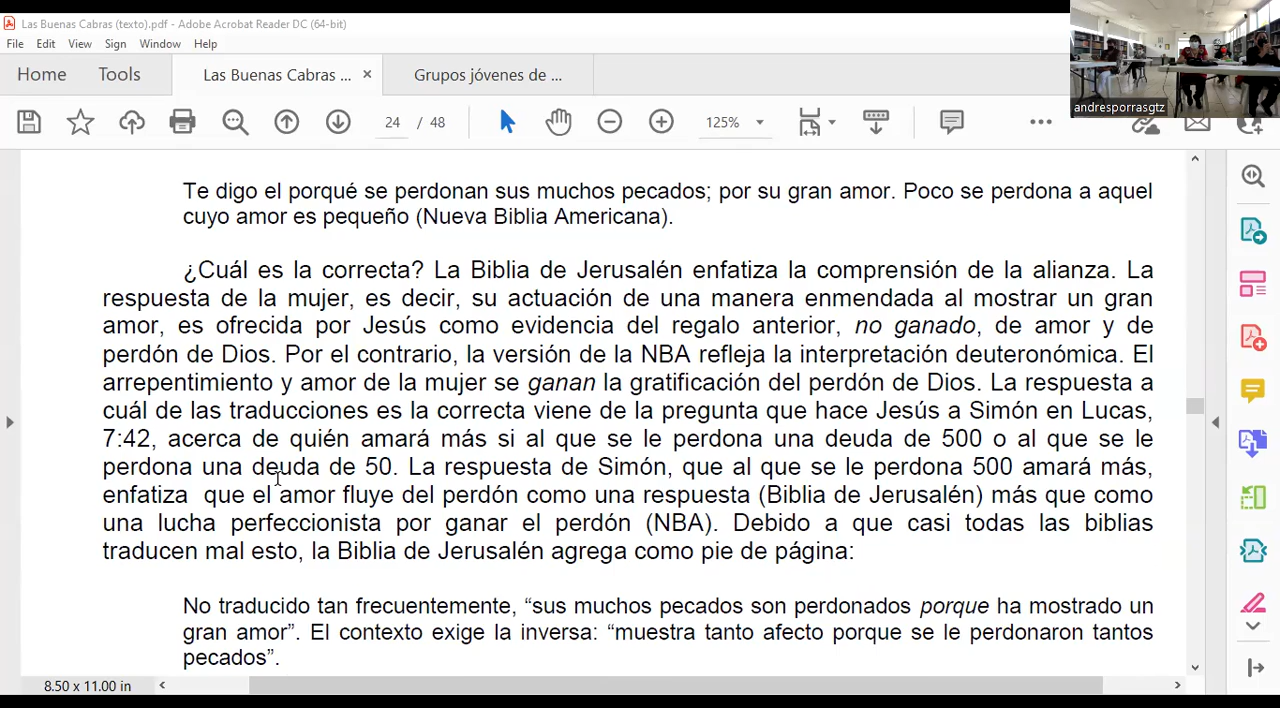 Las Buenas Cabras (texto).pdf - Adobe Acrobat Reader DC (64-bit)
File Edit View Sign Window Help
Home Tools Las Buenas Cabras ... × Grupos jóvenes de ...
24 / 48 125%
andresporrasgtz
Te digo el porqué se perdonan sus muchos pecados; por su gran amor. Poco se perdona a aquel
cuyo amor es pequeño (Nueva Biblia Americana).
¿Cuál es la correcta? La Biblia de Jerusalén enfatiza la comprensión de la alianza. La
respuesta de la mujer, es decir, su actuación de una manera enmendada al mostrar un gran
amor, es ofrecida por Jesús como evidencia del regalo anterior, no ganado, de amor y de
perdón de Dios. Por el contrario, la versión de la NBA refleja la interpretación deuteronómica. El
arrepentimiento y amor de la mujer se ganan la gratificación del perdón de Dios. La respuesta a
cuál de las traducciones es la correcta viene de la pregunta que hace Jesús a Simón en Lucas,
7:42, acerca de quién amará más si al que se le perdona una deuda de 500 o al que se le
perdona una deuda de 50. La respuesta de Simón, que al que se le perdona 500 amará más,
enfatiza que el amor fluye del perdón como una respuesta (Biblia de Jerusalén) más que como
una lucha perfeccionista por ganar el perdón (NBA). Debido a que casi todas las biblias
traducen mal esto, la Biblia de Jerusalén agrega como pie de página:
No traducido tan frecuentemente, “sus muchos pecados son perdonados porque ha mostrado un
gran amor”. El contexto exige la inversa: “muestra tanto afecto porque se le perdonaron tantos
pecados”.
8.50 x 11.00 in